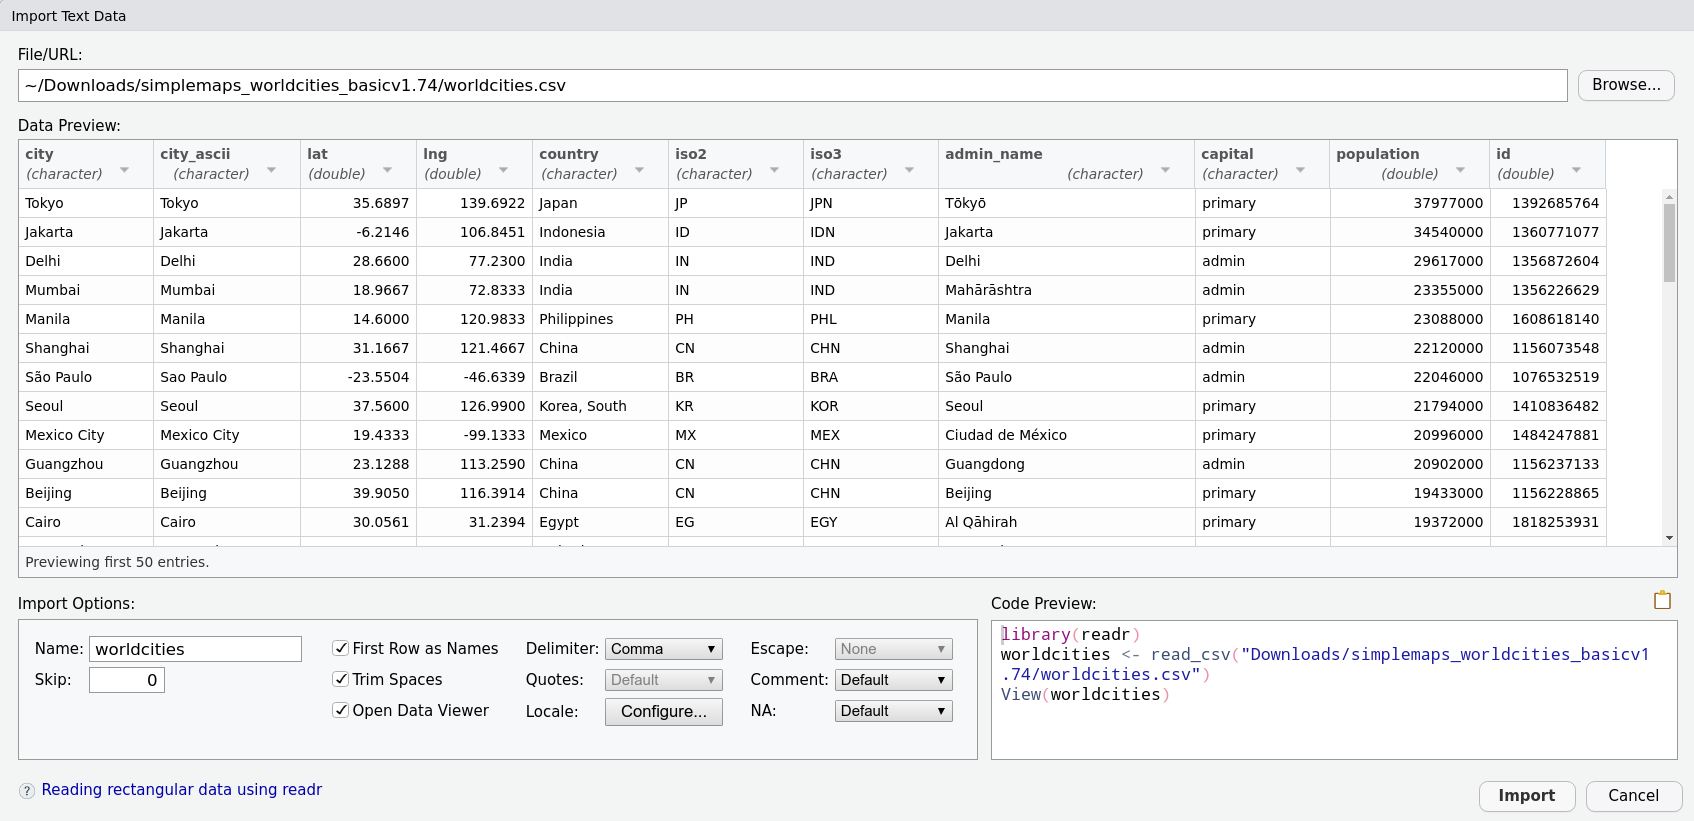 Import Text Data
File/URL:
~/Downloads/simplemaps_worldcities_basicv1.74/worldcities.csv Browse...
Data Preview:
city city_ascii lat lng country iso2 iso3 admin_name capital population id
(character) (character) (double) (double) (character) (character) (character) (character) (character) (double) (double)
Tokyo Tokyo 35.6897 139.6922 Japan JP JPN Tōkyō primary 37977000 1392685764
Jakarta Jakarta -6.2146 106.8451 Indonesia ID IDN Jakarta primary 34540000 1360771077
Delhi Delhi 28.6600 77.2300 India IN IND Delhi admin 29617000 1356872604
Mumbai Mumbai 18.9667 72.8333 India IN IND Mahārāshtra admin 23355000 1356226629
Manila Manila 14.6000 120.9833 Philippines PH PHL Manila primary 23088000 1608618140
Shanghai Shanghai 31.1667 121.4667 China CN CHN Shanghai admin 22120000 1156073548
São Paulo Sao Paulo -23.5504 -46.6339 Brazil BR BRA São Paulo admin 22046000 1076532519
Seoul Seoul 37.5600 126.9900 Korea, South KR KOR Seoul primary 21794000 1410836482
Mexico City Mexico City 19.4333 -99.1333 Mexico MX MEX Ciudad de México primary 20996000 1484247881
Guangzhou Guangzhou 23.1288 113.2590 China CN CHN Guangdong admin 20902000 1156237133
Beijing Beijing 39.9050 116.3914 China CN CHN Beijing primary 19433000 1156228865
Cairo Cairo 30.0561 31.2394 Egypt EG EGY Al Qāhirah primary 19372000 1818253931
Previewing first 50 entries.
Import Options:
Name: worldcities First Row as Names Delimiter: Comma Escape: None
Skip: 0 Trim Spaces Quotes: Default Comment: Default
Open Data Viewer Locale: Configure... NA: Default
Code Preview:
library(readr)
worldcities <- read_csv("Downloads/simplemaps_worldcities_basicv1
.74/worldcities.csv")
View(worldcities)
? Reading rectangular data using readr
Import Cancel